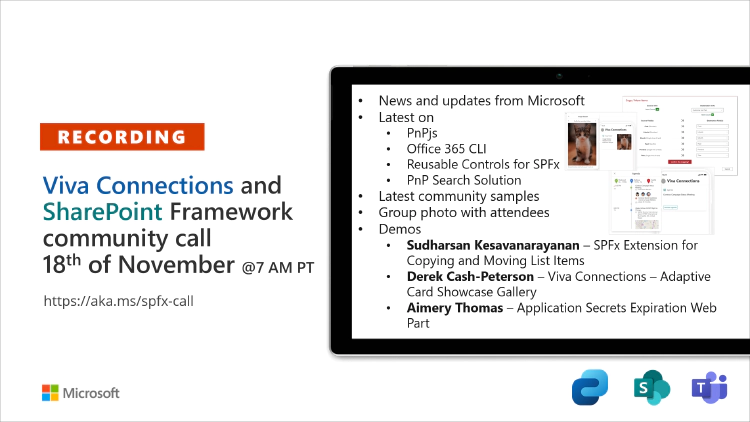 RECORDING
Viva Connections and
SharePoint Framework
community call
18th of November @7 AM PT
https://aka.ms/spfx-call
Microsoft
• News and updates from Microsoft
• Latest on
• PnPjs
• Office 365 CLI
• Reusable Controls for SPFx
• PnP Search Solution
• Latest community samples
• Group photo with attendees
• Demos
• Sudharsan Kesavanarayanan – SPFx Extension for
Copying and Moving List Items
• Derek Cash-Peterson – Viva Connections – Adaptive
Card Showcase Gallery
• Aimery Thomas – Application Secrets Expiration Web
Part
Viva Connections
Viva Connections
S
T